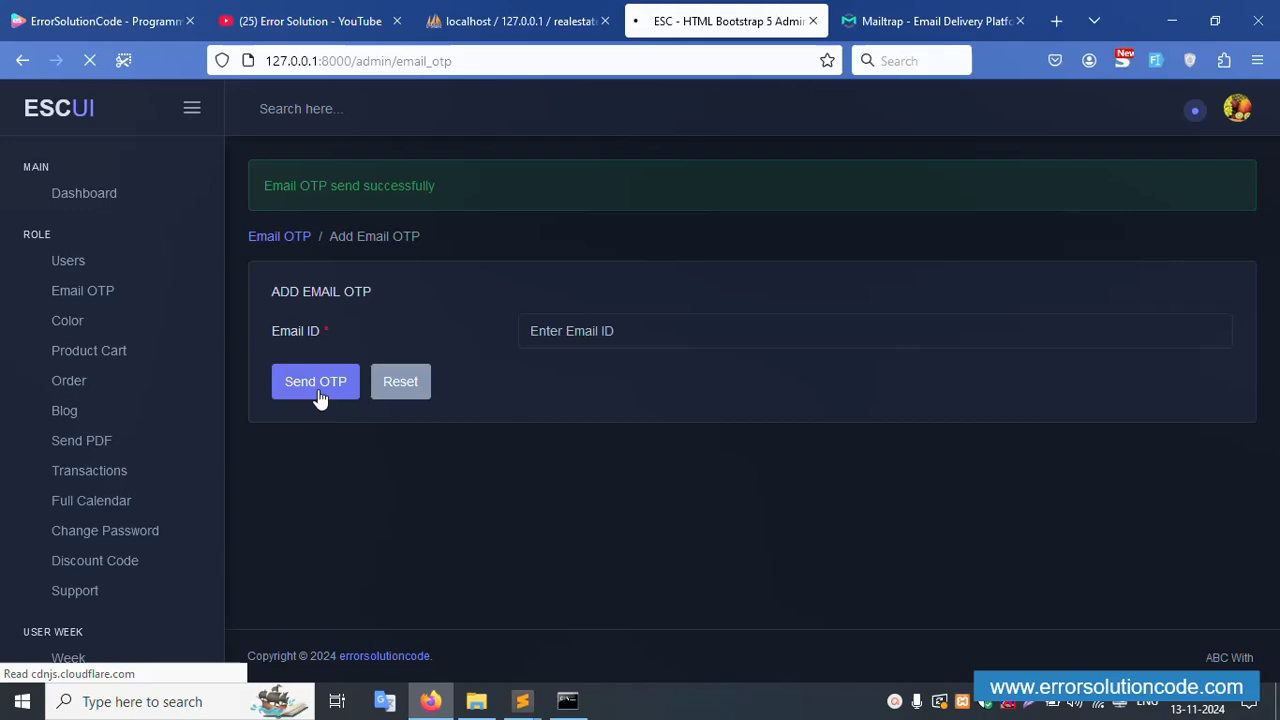 ErrorSolutionCode - Programm
(25) Error Solution - YouTube
localhost / 127.0.0.1 / realestat
ESC - HTML Bootstrap 5 Admin
Mailtrap - Email Delivery Platfo
127.0.0.1:8000/admin/email_otp
Search
New
ESCUI
Search here...
MAIN
Dashboard
ROLE
Users
Email OTP
Color
Product Cart
Order
Blog
Send PDF
Transactions
Full Calendar
Change Password
Discount Code
Support
USER WEEK
Week
Email OTP send successfully
Email OTP / Add Email OTP
ADD EMAIL OTP
Email ID *
Enter Email ID
Send OTP
Reset
Copyright © 2024 errorsolutioncode.
ABC With
Read cdnjs.cloudflare.com
Type here to search
www.errorsolutioncode.com
ENG
13-11-2024